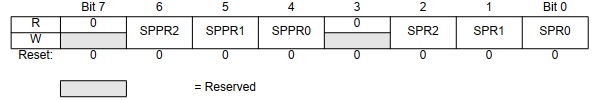 Bit 7 6 5 4 3 2 1 Bit 0
R 0 SPPR2 SPPR1 SPPR0 0 SPR2 SPR1 SPR0
W
Reset: 0 0 0 0 0 0 0 0
= Reserved